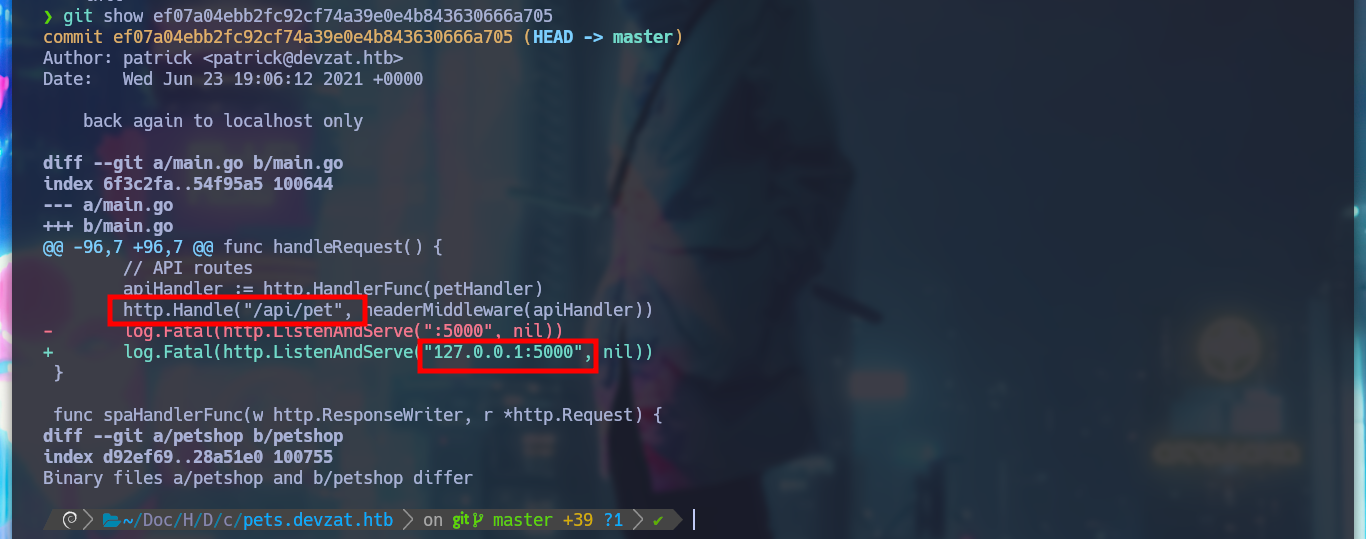 ❯ git show ef07a04ebb2fc92cf74a39e0e4b843630666a705
commit ef07a04ebb2fc92cf74a39e0e4b843630666a705 (HEAD -> master)
Author: patrick <patrick@devzat.htb>
Date:   Wed Jun 23 19:06:12 2021 +0000
    back again to localhost only
diff --git a/main.go b/main.go
index 6f3c2fa..54f95a5 100644
--- a/main.go
+++ b/main.go
@@ -96,7 +96,7 @@ func handleRequest() {
        // API routes
        apiHandler := http.HandlerFunc(petHandler)
        http.Handle("/api/pet", headerMiddleware(apiHandler))
-       log.Fatal(http.ListenAndServe(":5000", nil))
+       log.Fatal(http.ListenAndServe("127.0.0.1:5000", nil))
 }
 func spaHandlerFunc(w http.ResponseWriter, r *http.Request) {
diff --git a/petshop b/petshop
index d92ef69..28a51e0 100755
Binary files a/petshop and b/petshop differ
~/Doc/H/D/c/pets.devzat.htb on git master +39 ?1 ✔